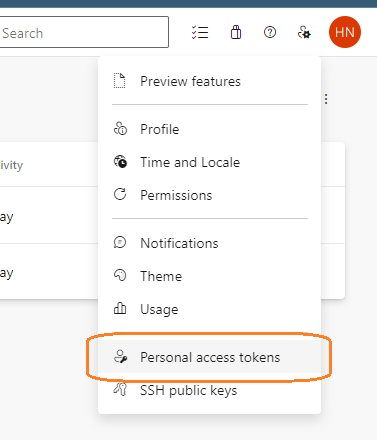 Search
HN
Preview features
Profile
ivity
Time and Locale
Permissions
ay
Notifications
ay
Theme
Usage
Personal access tokens
SSH public keys